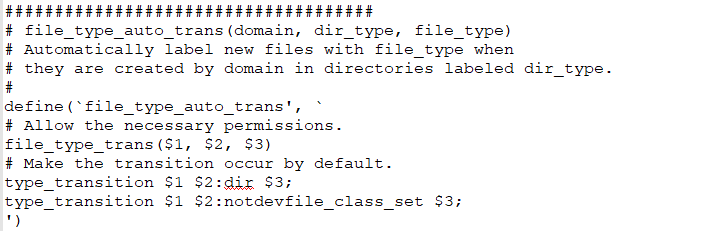 #####################################
# file_type_auto_trans(domain, dir_type, file_type)
# Automatically label new files with file_type when
# they are created by domain in directories labeled dir_type.
#
define(`file_type_auto_trans', `
# Allow the necessary permissions.
file_type_trans($1, $2, $3)
# Make the transition occur by default.
type_transition $1 $2:dir $3;
type_transition $1 $2:notdevfile_class_set $3;
')